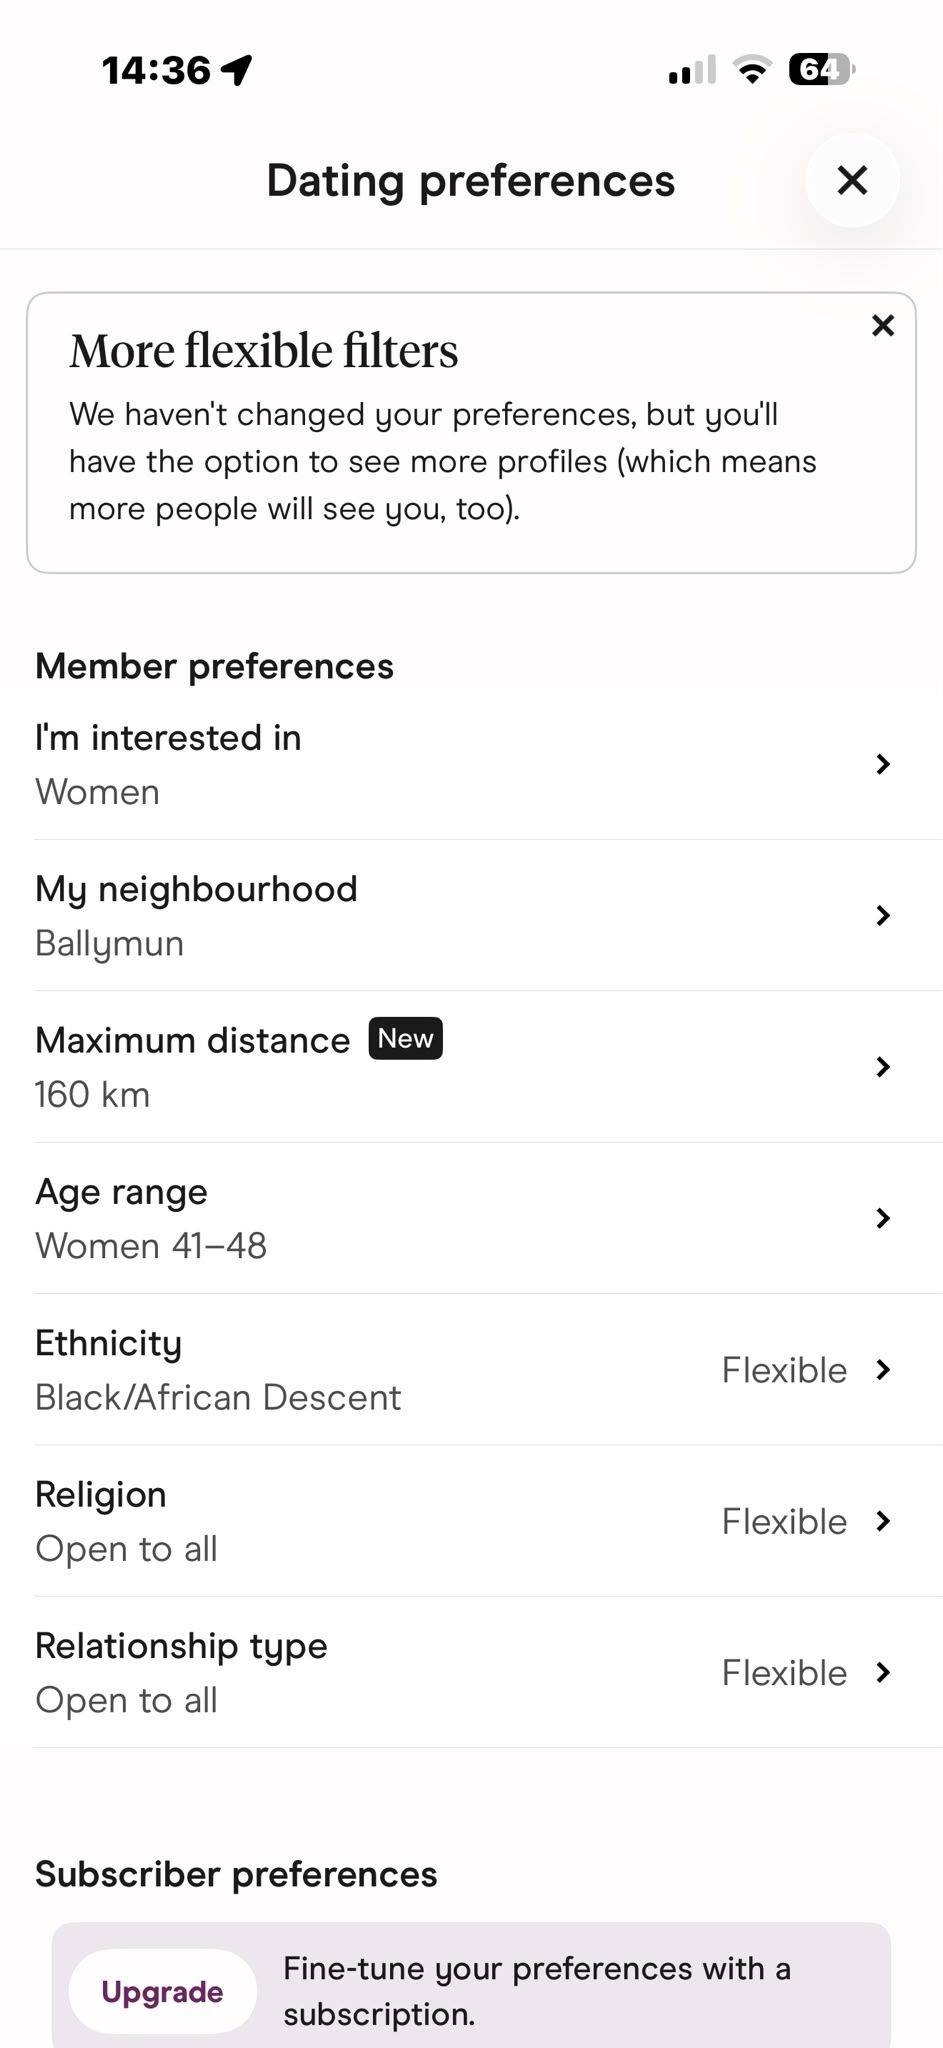 14:36
64
Dating preferences
More flexible filters
We haven't changed your preferences, but you'll
have the option to see more profiles (which means
more people will see you, too).
Member preferences
I'm interested in
Women
My neighbourhood
Ballymun
Maximum distance New
160 km
Age range
Women 41–48
Ethnicity
Black/African Descent
Flexible
Religion
Open to all
Flexible
Relationship type
Open to all
Flexible
Subscriber preferences
Upgrade
Fine-tune your preferences with a
subscription.